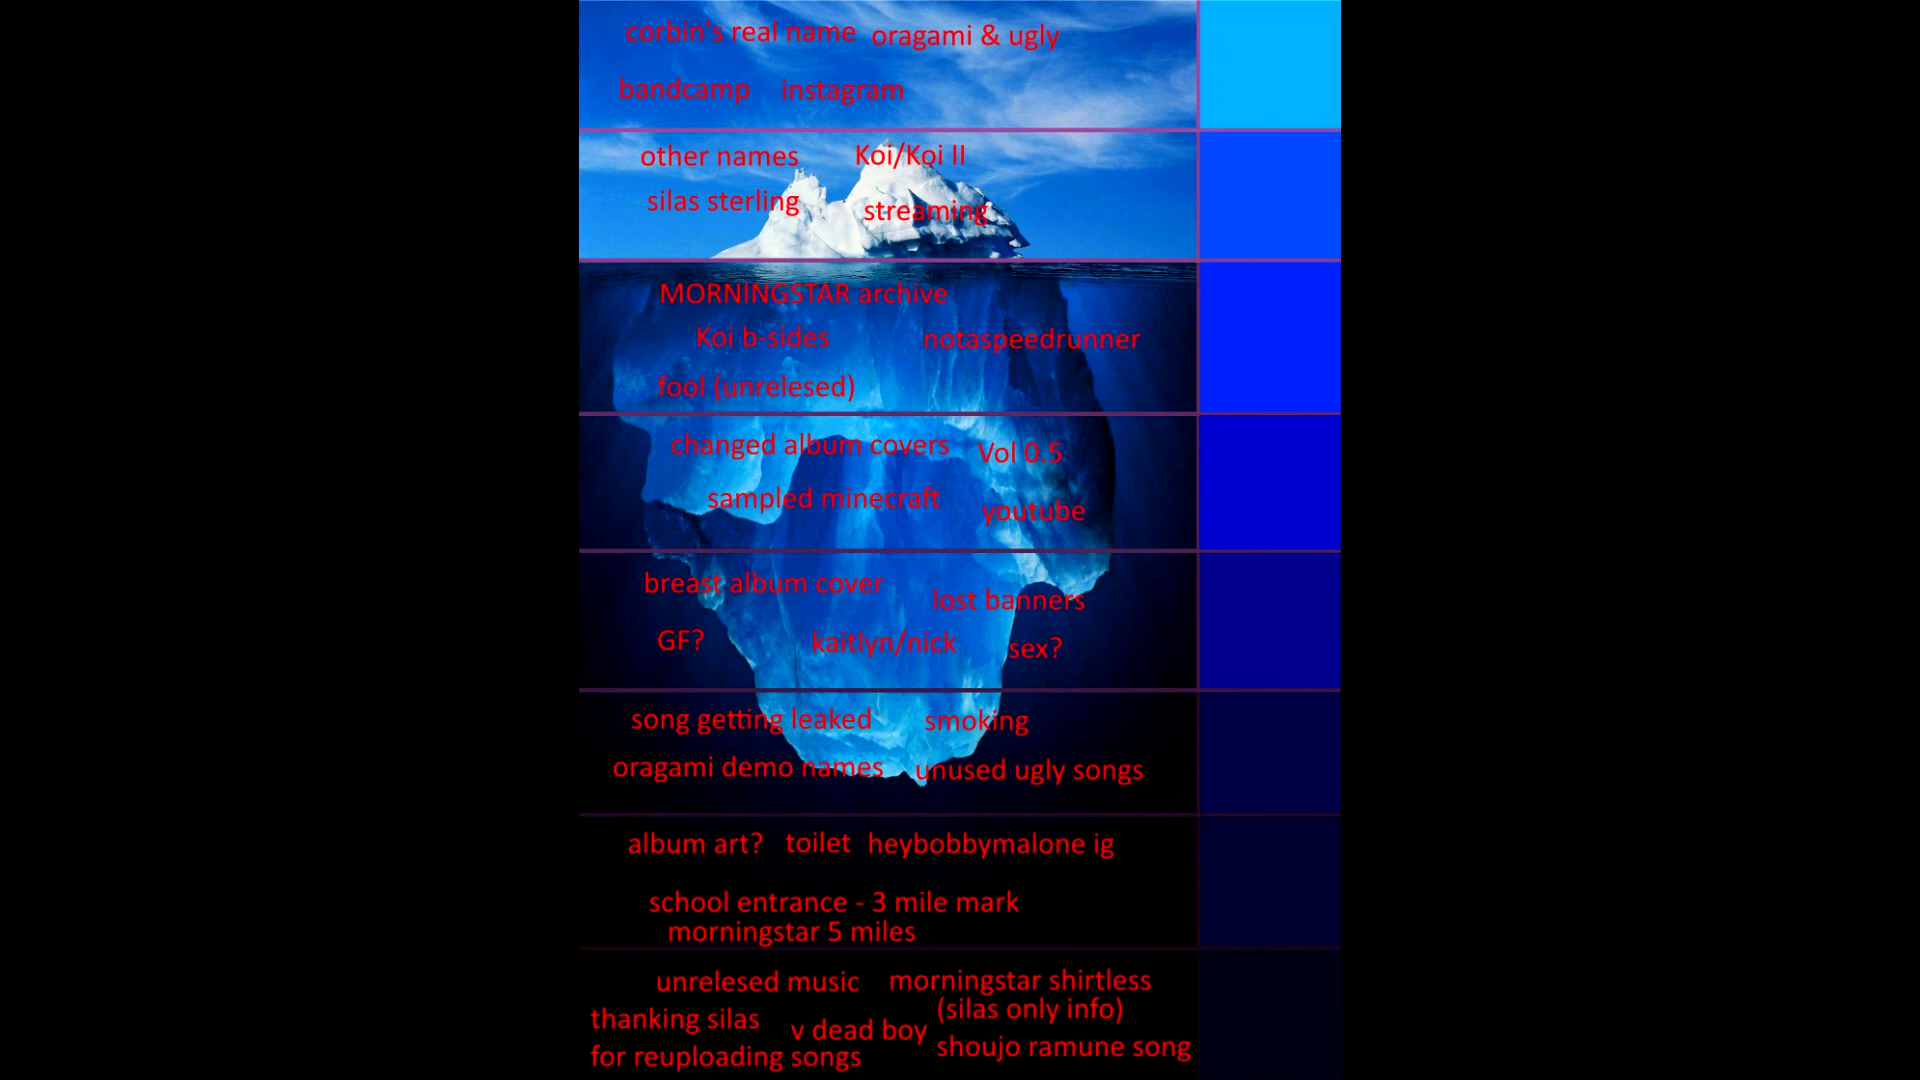 corbin's real name oragami & ugly
bandcamp instagram
other names Koi/Koi II
silas sterling streaming
MORNINGSTAR archive
Koi b-sides notaspeedrunner
fool (unrelesed)
changed album covers Vol 0.5
sampled minecraft youtube
breast album cover lost banners
GF? kaitlyn/nick sex?
song getting leaked smoking
oragami demo names unused ugly songs
album art? toilet heybobbymalone ig
school entrance - 3 mile mark
morningstar 5 miles
unrelesed music morningstar shirtless
(silas only info)
thanking silas v dead boy
for reuploading songs shoujo ramune song